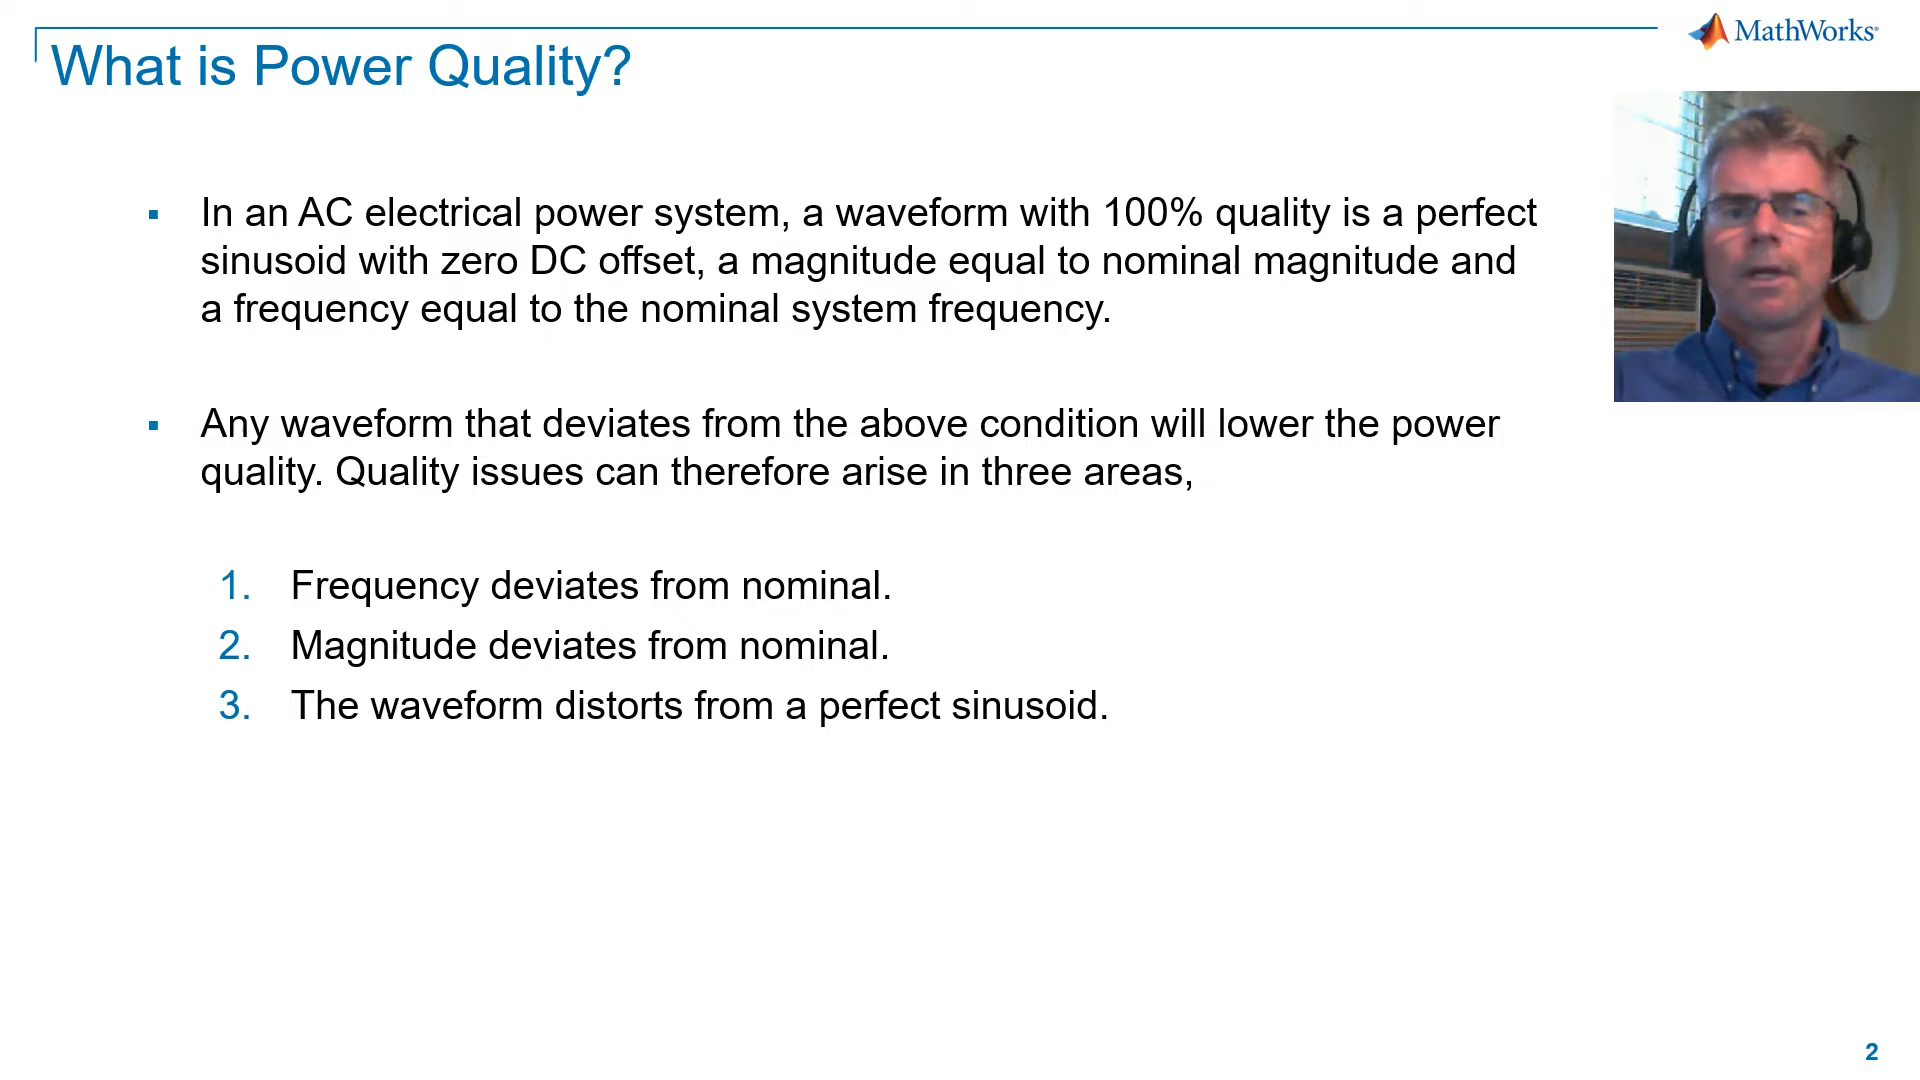 What is Power Quality?
MathWorks®
▪ In an AC electrical power system, a waveform with 100% quality is a perfect
sinusoid with zero DC offset, a magnitude equal to nominal magnitude and
a frequency equal to the nominal system frequency.
▪ Any waveform that deviates from the above condition will lower the power
quality. Quality issues can therefore arise in three areas,
1. Frequency deviates from nominal.
2. Magnitude deviates from nominal.
3. The waveform distorts from a perfect sinusoid.
2